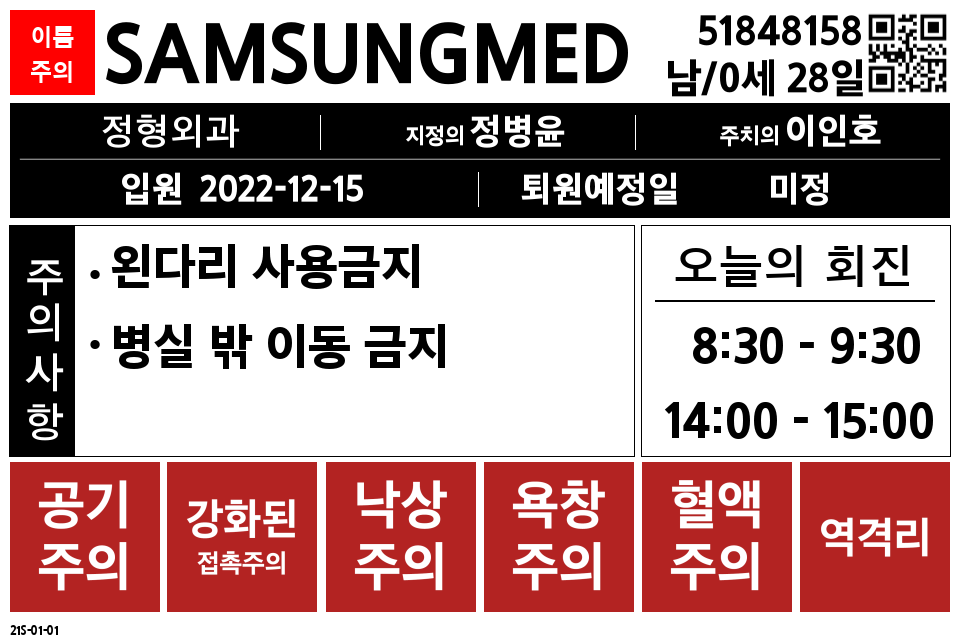 이름
주의
SAMSUNGMED
51848158
남/0세 28일
정형외과
지정의 정병윤
주치의 이인호
입원 2022-12-15
퇴원예정일 미정
주의사항
· 왼다리 사용금지
· 병실 밖 이동 금지
오늘의 회진
8:30 - 9:30
14:00 - 15:00
공기
주의
강화된
접촉주의
낙상
주의
욕창
주의
혈액
주의
역격리
21S-01-01